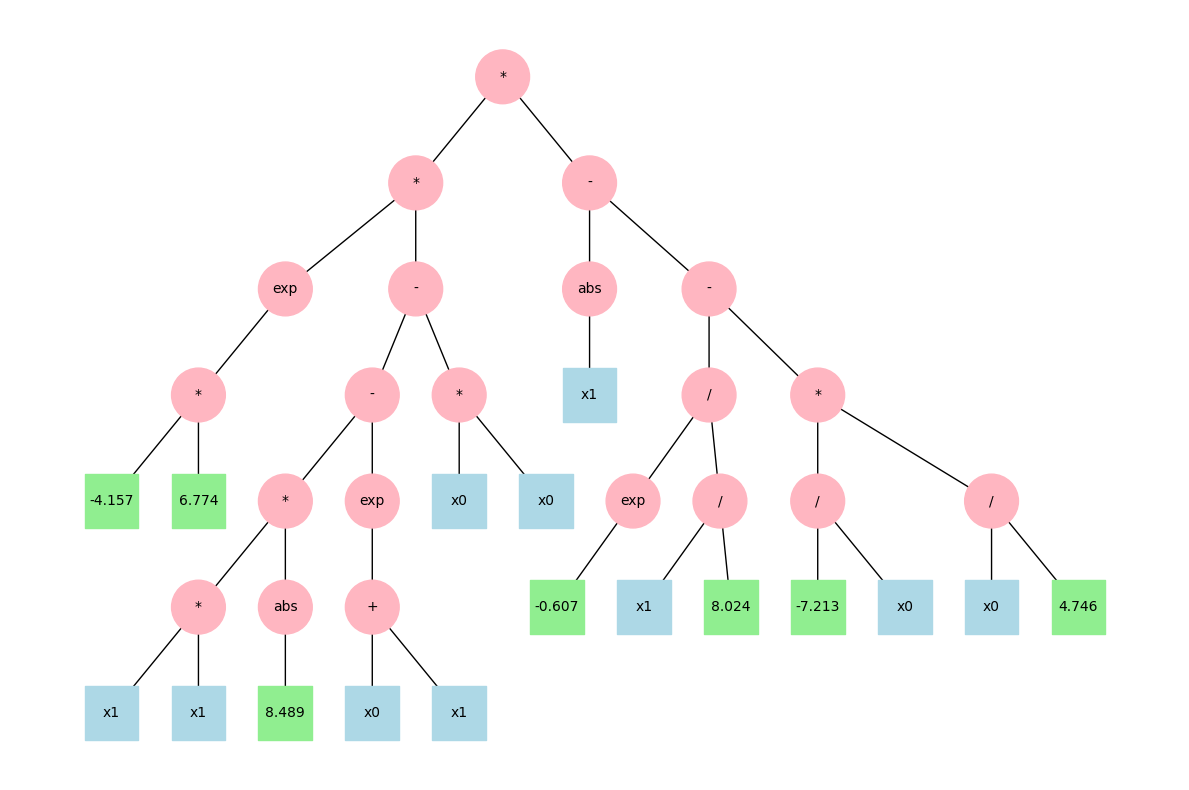 *
* -
exp - abs -
* - * x1 / *
-4.157 6.774 * exp x0 x0 exp / / /
* abs + -0.607 x1 8.024 -7.213 x0 x0 4.746
x1 x1 8.489 x0 x1